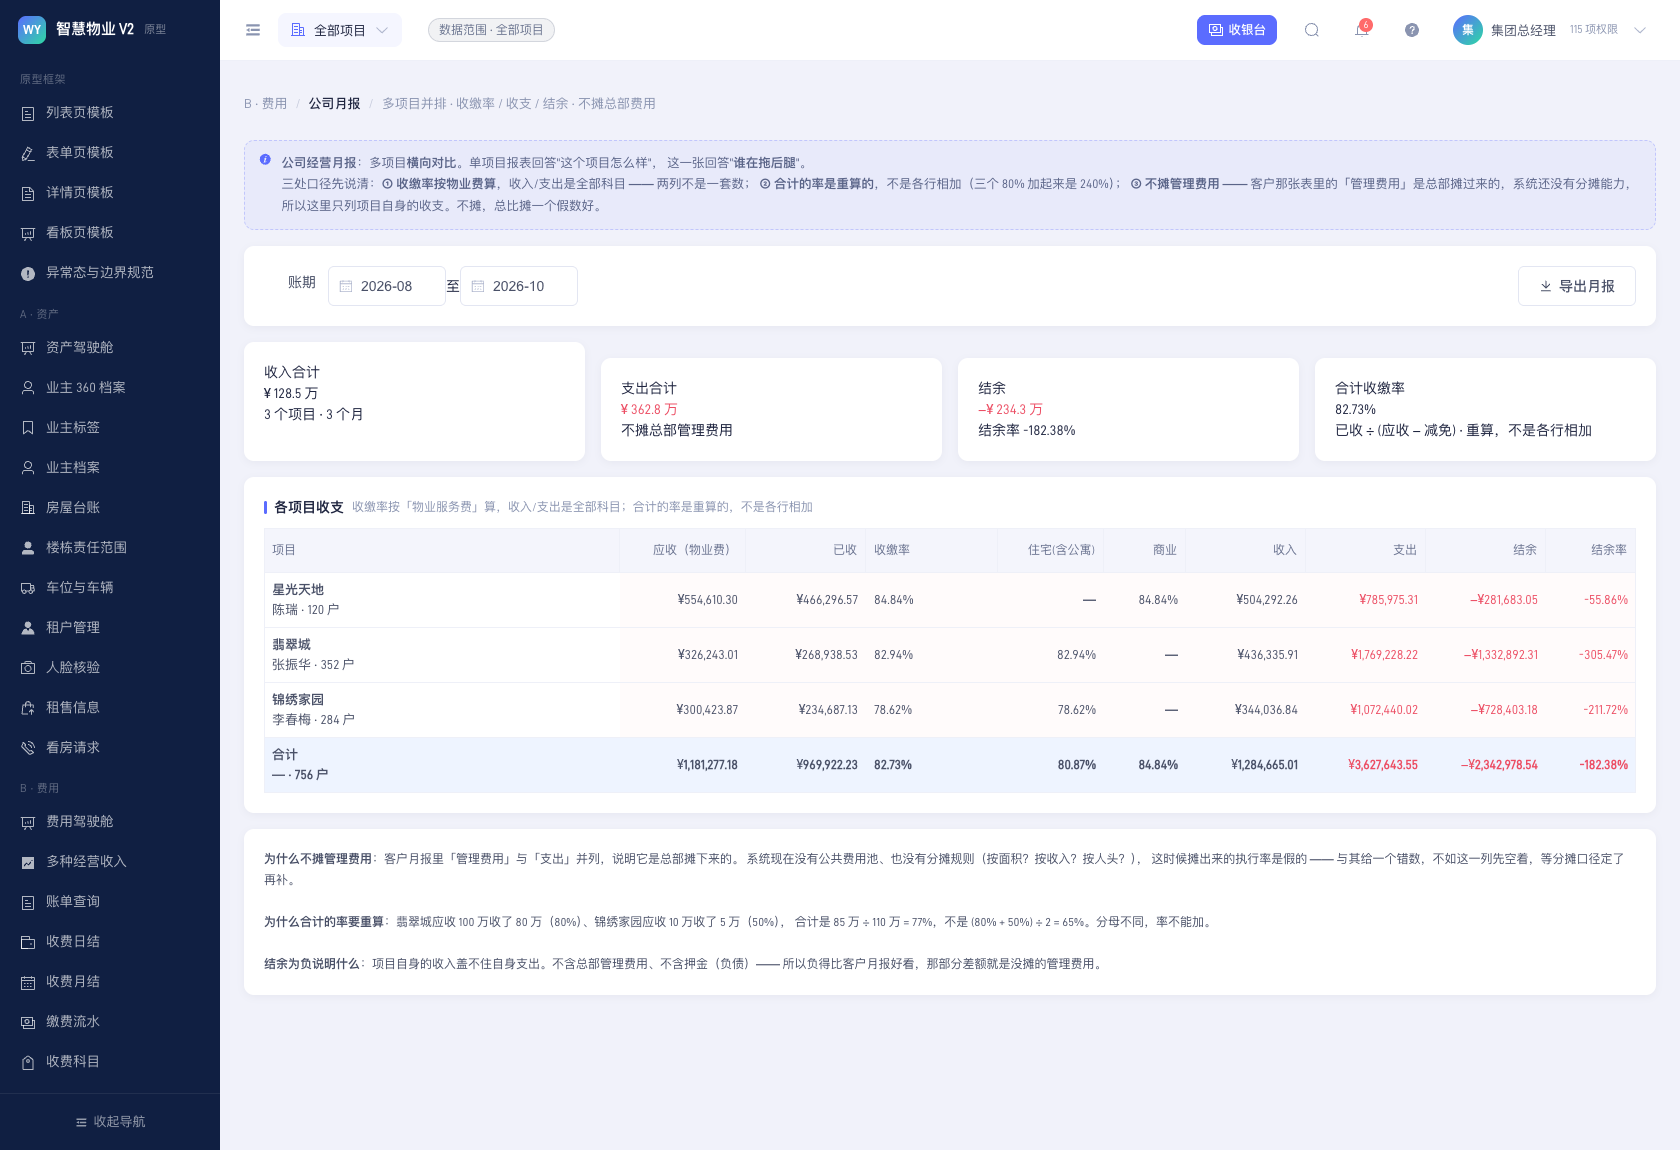 WY 智慧物业 V2 原型
原型框架
列表页模板
表单页模板
详情页模板
看板页模板
异常态与边界规范
A · 资产
资产驾驶舱
业主 360 档案
业主标签
业主档案
房屋台账
楼栋责任范围
车位与车辆
租户管理
人脸核验
租售信息
看房请求
B · 费用
费用驾驶舱
多种经营收入
账单查询
收费日结
收费月结
缴费流水
收费科目
收起导航
全部项目
数据范围 · 全部项目
收银台
6
集 集团总经理 115 项权限
B · 费用 / 公司月报 / 多项目并排 · 收缴率 / 收支 / 结余 · 不摊总部费用
公司经营月报：多项目横向对比。单项目报表回答"这个项目怎么样"， 这一张回答"谁在拖后腿"。
三处口径先说清：① 收缴率按物业费算，收入/支出是全部科目 —— 两列不是一套数；② 合计的率是重算的，不是各行相加（三个 80% 加起来是 240%）；③ 不摊管理费用 —— 客户那张表里的「管理费用」是总部摊过来的，系统还没有分摊能力，
所以这里只列项目自身的收支。不摊，总比摊一个假数好。
账期 2026-08 至 2026-10
导出月报
收入合计
¥ 128.5 万
3 个项目 · 3 个月
支出合计
¥ 362.8 万
不摊总部管理费用
结余
−¥ 234.3 万
结余率 -182.38%
合计收缴率
82.73%
已收 ÷ (应收 − 减免) · 重算，不是各行相加
各项目收支 收缴率按「物业服务费」算，收入/支出是全部科目；合计的率是重算的，不是各行相加
项目 应收（物业费） 已收 收缴率 住宅(含公寓) 商业 收入 支出 结余 结余率
星光天地
陈瑞 · 120 户
¥554,610.30 ¥466,296.57 84.84% — 84.84% ¥504,292.26 ¥785,975.31 −¥281,683.05 -55.86%
翡翠城
张振华 · 352 户
¥326,243.01 ¥268,938.53 82.94% 82.94% — ¥436,335.91 ¥1,769,228.22 −¥1,332,892.31 -305.47%
锦绣家园
李春梅 · 284 户
¥300,423.87 ¥234,687.13 78.62% 78.62% — ¥344,036.84 ¥1,072,440.02 −¥728,403.18 -211.72%
合计
— · 756 户
¥1,181,277.18 ¥969,922.23 82.73% 80.87% 84.84% ¥1,284,665.01 ¥3,627,643.55 −¥2,342,978.54 -182.38%
为什么不摊管理费用：客户月报里「管理费用」与「支出」并列，说明它是总部摊下来的。 系统现在没有公共费用池、也没有分摊规则（按面积？按收入？按人头？）， 这时候摊出来的执行率是假的 —— 与其给一个错数，不如这一列先空着，等分摊口径定了
再补。
为什么合计的率要重算：翡翠城应收 100 万收了 80 万（80%）、锦绣家园应收 10 万收了 5 万（50%）， 合计是 85 万 ÷ 110 万 = 77%，不是 (80% + 50%) ÷ 2 = 65%。分母不同，率不能加。
结余为负说明什么：项目自身的收入盖不住自身支出。不含总部管理费用、不含押金（负债）—— 所以负得比客户月报好看，那部分差额就是没摊的管理费用。